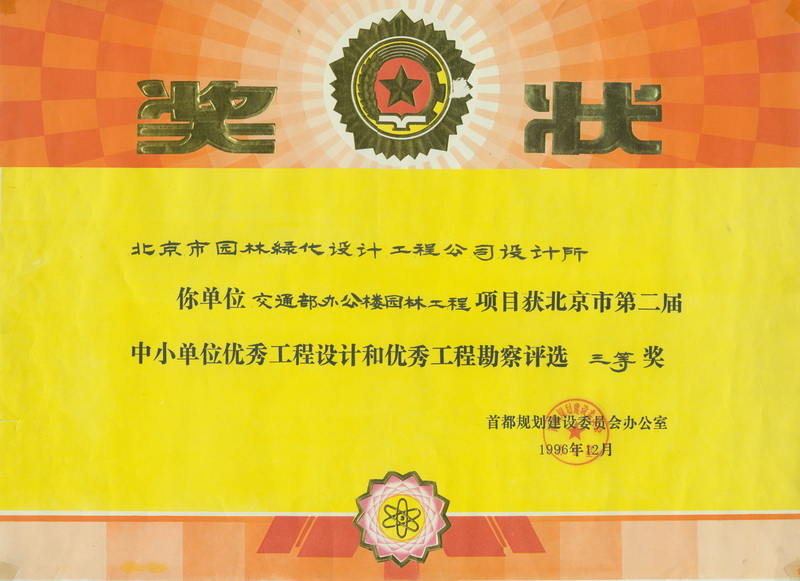 奖状
北京市园林绿化设计工程公司设计所
你单位 交通部办公楼园林工程 项目获北京市第二届
中小单位优秀工程设计和优秀工程勘察评选 三等奖
首都规划建设委员会办公室
1996年12月